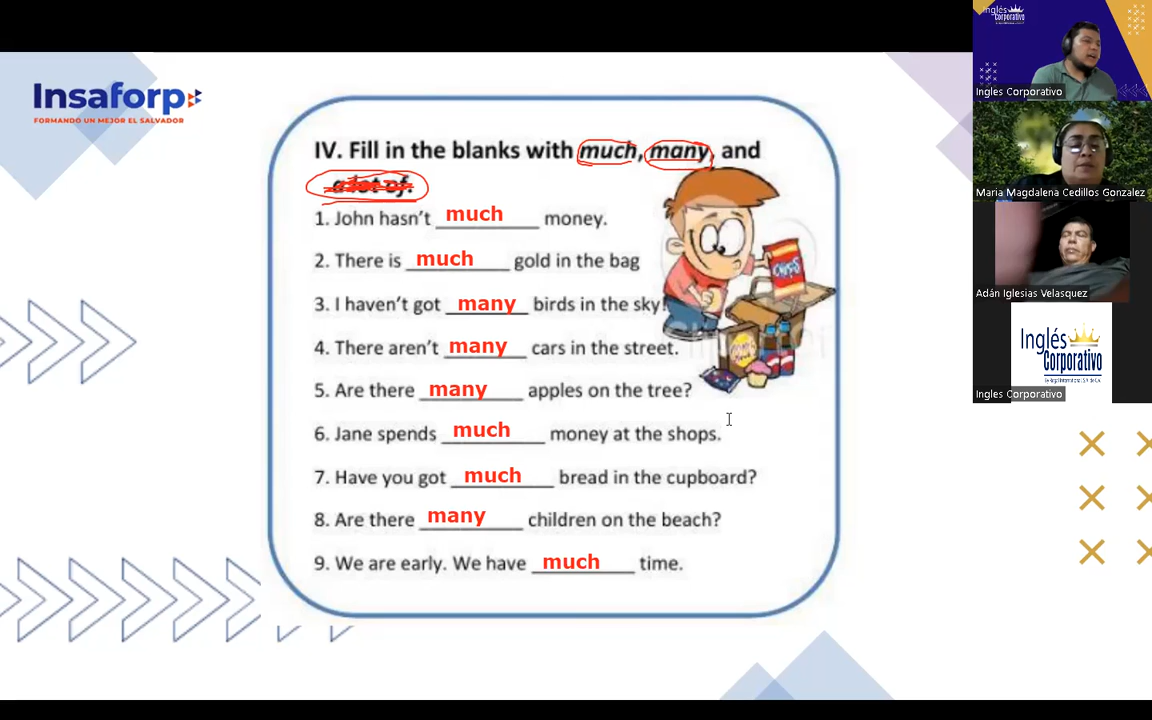 Insaforp
FORMANDO UN MEJOR EL SALVADOR
IV. Fill in the blanks with much, many, and
a lot of.
1. John hasn't much money.
2. There is much gold in the bag
3. I haven't got many birds in the sky!
4. There aren't many cars in the street.
5. Are there many apples on the tree?
6. Jane spends much money at the shops.
7. Have you got much bread in the cupboard?
8. Are there many children on the beach?
9. We are early. We have much time.
CHIPS
Inglés
Corporativo
Ingles Corporativo
Maria Magdalena Cedillos Gonzalez
Adán Iglesias Velasquez
Inglés
Corporativo
Ingles Corporativo